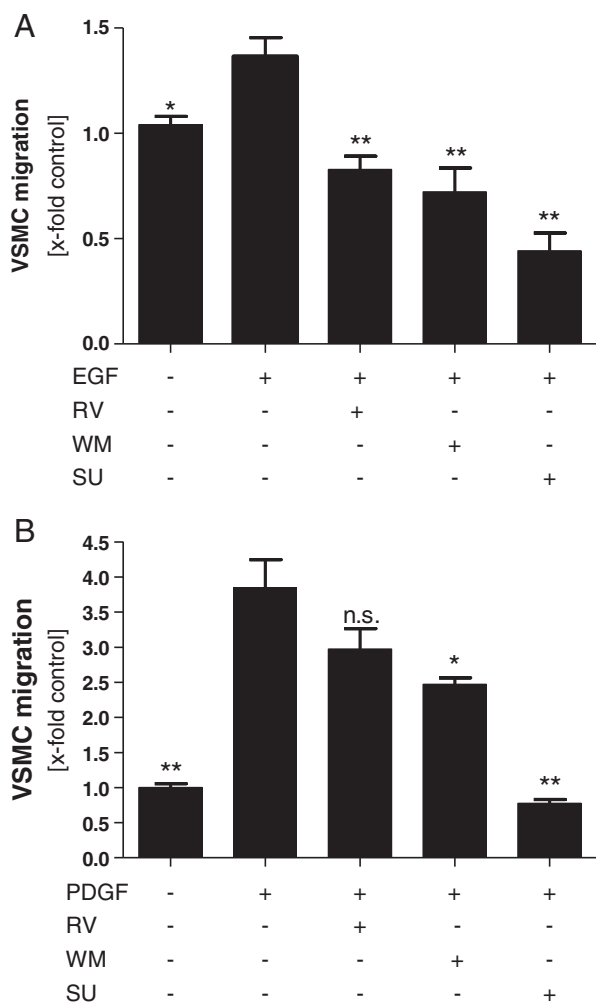 A
VSMC migration
[x-fold control]
1.5
1.0
0.5
0.0
*
**
**
**
EGF - + + + +
RV - - + - -
WM - - - + -
SU - - - - +
B
VSMC migration
[x-fold control]
4.5
4.0
3.5
3.0
2.5
2.0
1.5
1.0
0.5
0.0
**
n.s.
*
**
PDGF - + + + +
RV - - + - -
WM - - - + -
SU - - - - +